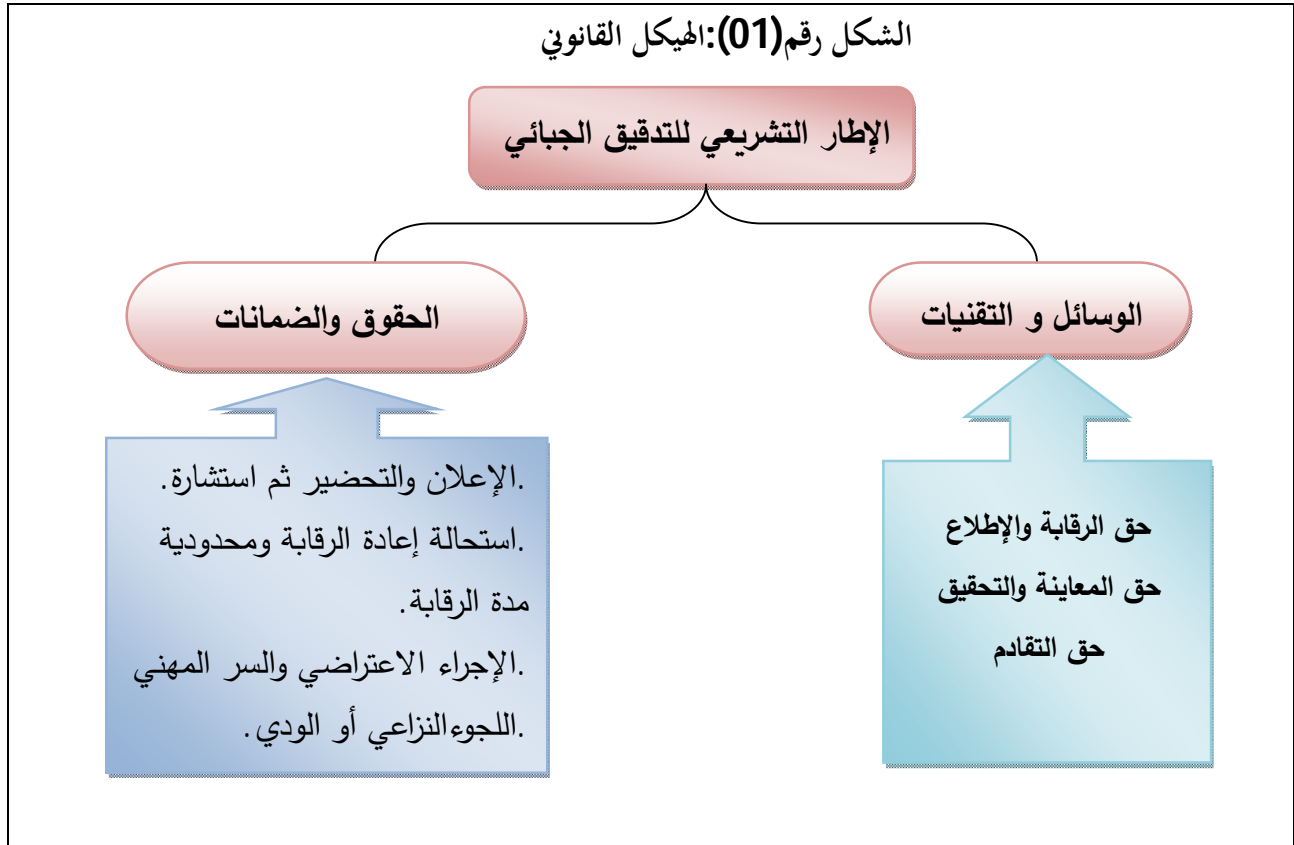 الشكل رقم(01):الهيكل القانوني
الإطار التشريعي للتدقيق الجبائي
الوسائل و التقنيات
الحقوق والضمانات
حق الرقابة والإطلاع
حق المعاينة والتحقيق
حق التقادم
.الإعلان والتحضير ثم استشارة.
.استحالة إعادة الرقابة ومحدودية
مدة الرقابة.
.الإجراء الاعتراضي والسر المهني
.اللجوءالنزاعي أو الودي.